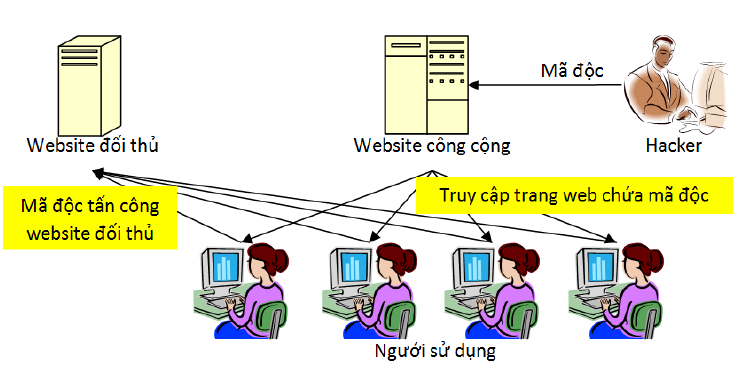 Mã độc
Website đối thủ
Website công cộng
Hacker
Mã độc tấn công
website đối thủ
Truy cập trang web chứa mã độc
Người sử dụng